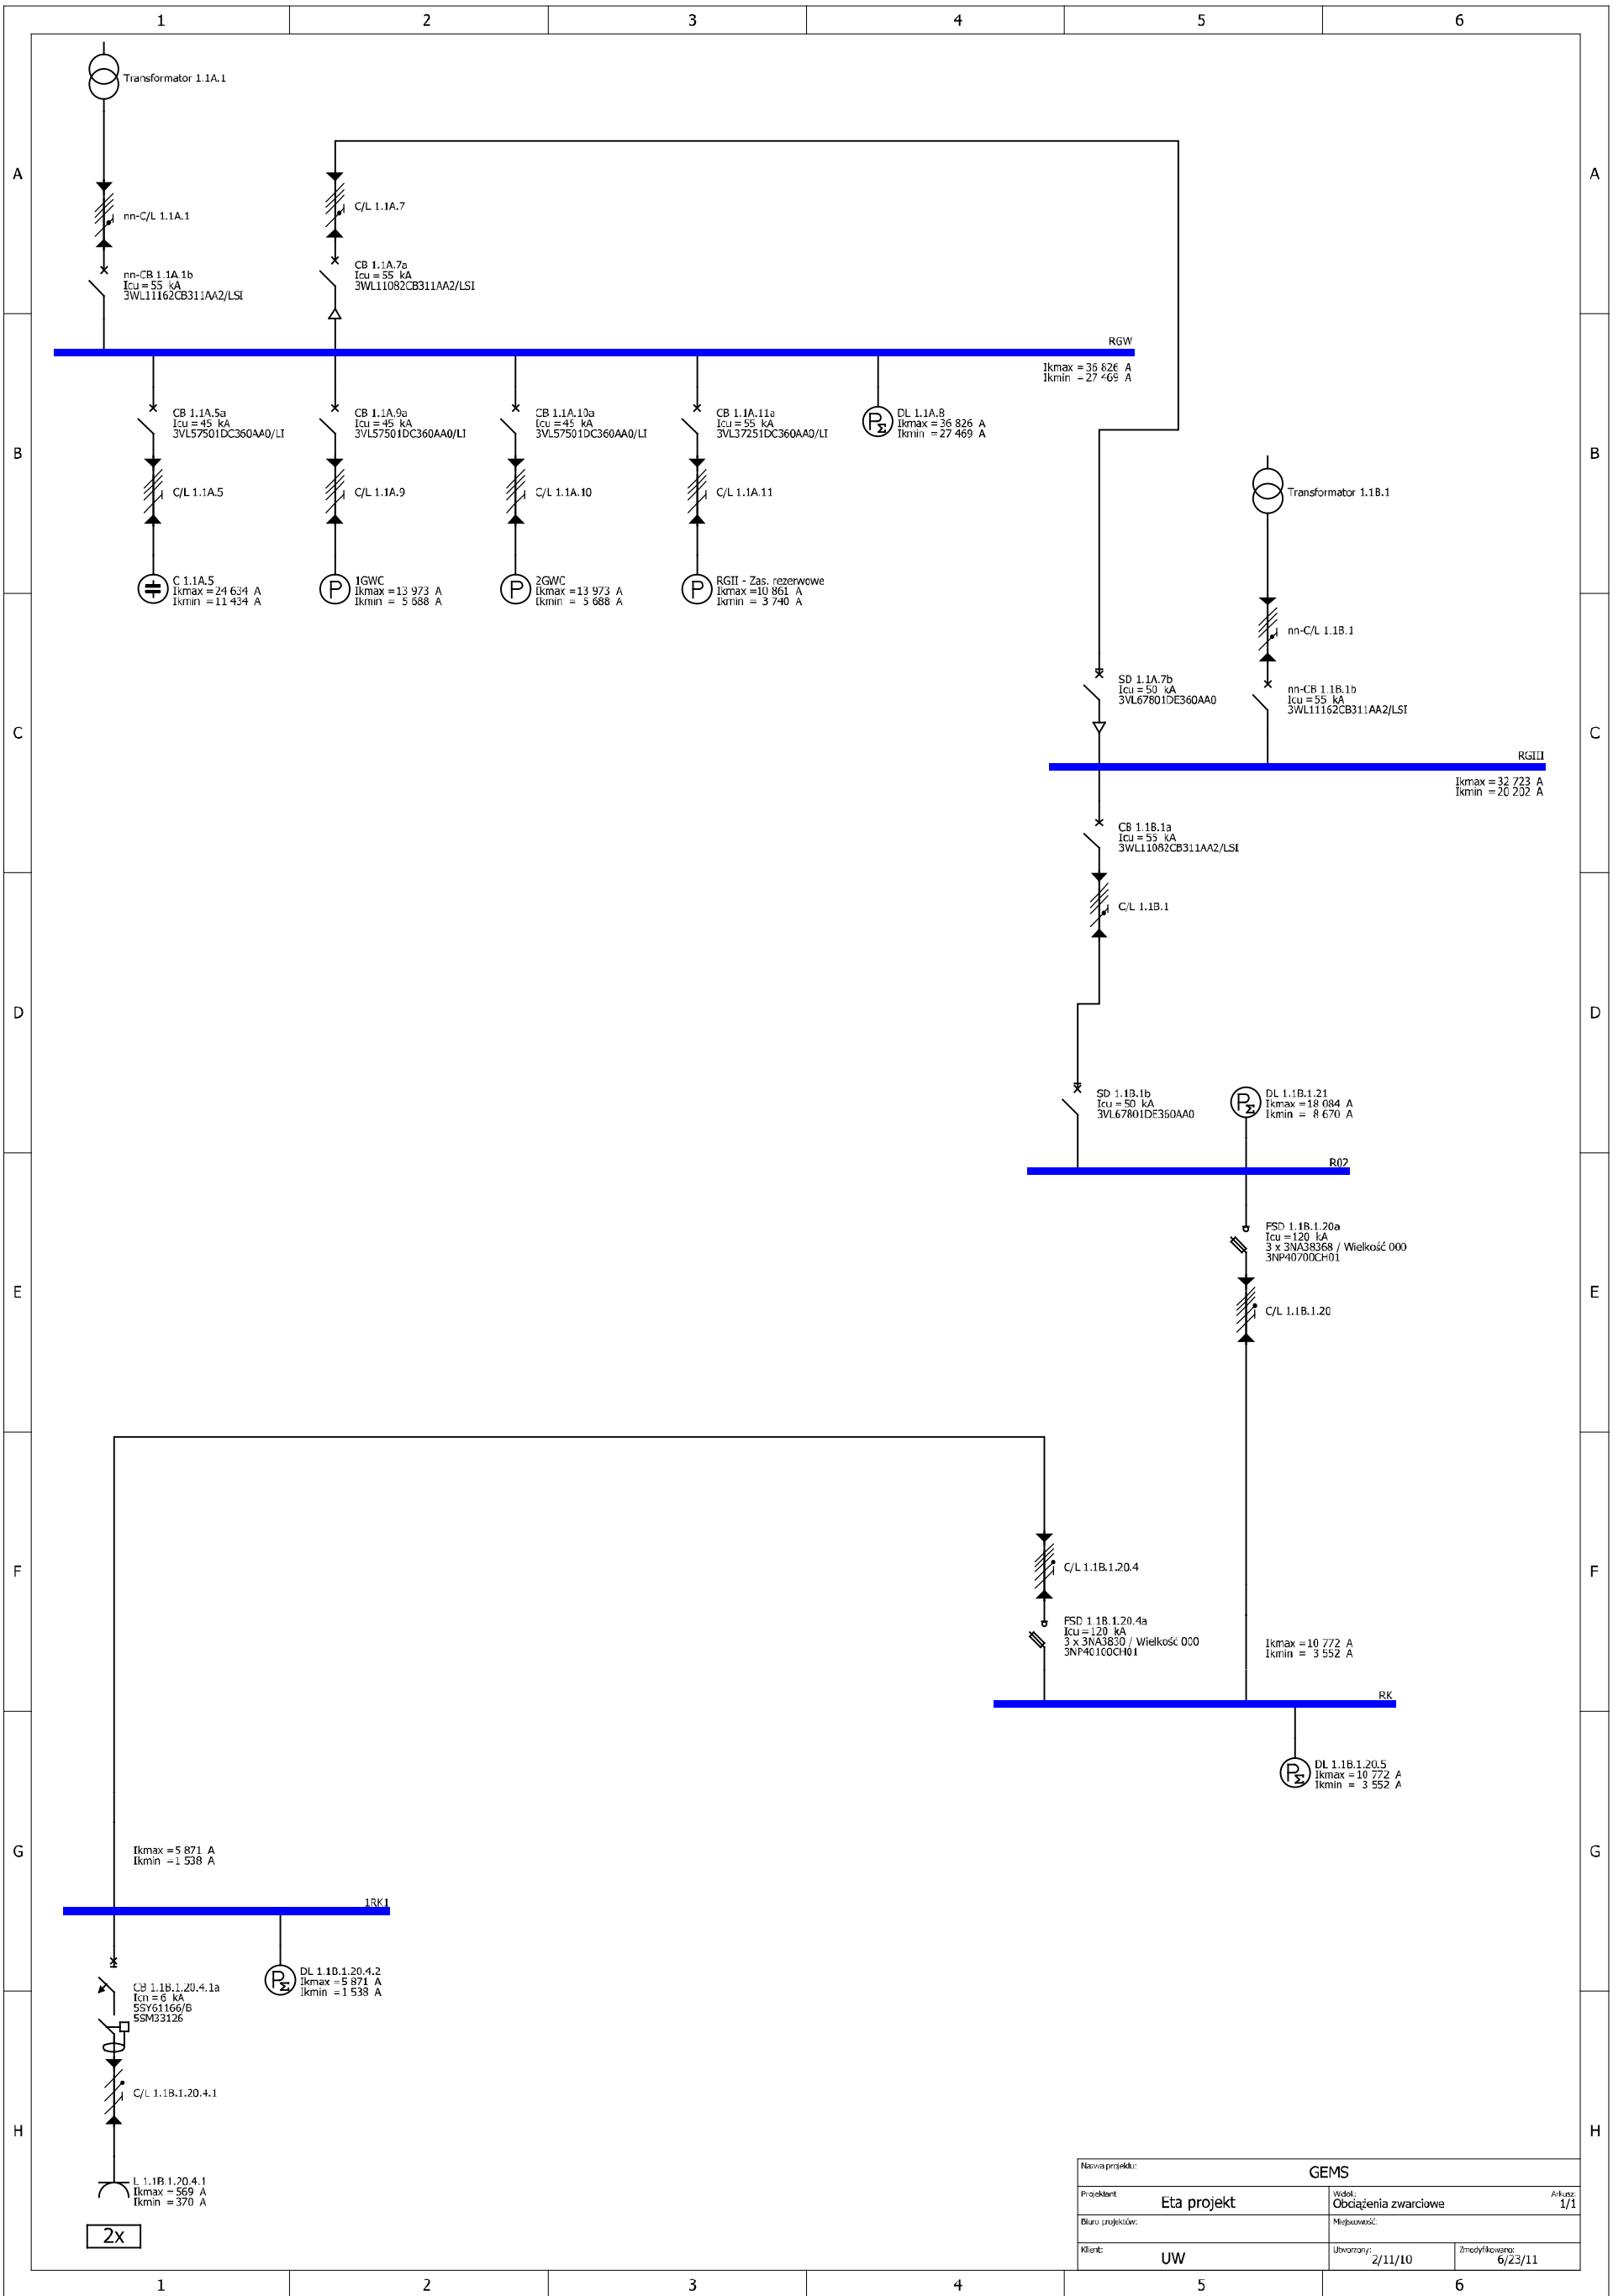 1 2 3 4 5 6
A A
Transformator 1.1A.1
nn-C/L 1.1A.1
nn-CB 1.1A.1b
Icu = 55 kA
3WL11162CB311AA2/LSI
C/L 1.1A.7
CB 1.1A.7a
Icu = 55 kA
3WL11082CB311AA2/LSI
RGW
Ikmax = 36 826 A
Ikmin = 27 469 A
B B
CB 1.1A.5a
Icu = 45 kA
3VL57501DC360AA0/LI
C/L 1.1A.5
C 1.1A.5
Ikmax = 24 634 A
Ikmin = 11 434 A
CB 1.1A.9a
Icu = 45 kA
3VL57501DC360AA0/LI
C/L 1.1A.9
P
1GWC
Ikmax = 13 973 A
Ikmin = 5 688 A
CB 1.1A.10a
Icu = 45 kA
3VL57501DC360AA0/LI
C/L 1.1A.10
P
2GWC
Ikmax = 13 973 A
Ikmin = 5 688 A
CB 1.1A.11a
Icu = 55 kA
3VL37251DC360AA0/LI
C/L 1.1A.11
P
RGII - Zas. rezerwowe
Ikmax = 10 861 A
Ikmin = 3 740 A
PΣ
DL 1.1A.8
Ikmax = 36 826 A
Ikmin = 27 469 A
Transformator 1.1B.1
nn-C/L 1.1B.1
nn-CB 1.1B.1b
Icu = 55 kA
3WL11162CB311AA2/LSI
C C
SD 1.1A.7b
Icu = 50 kA
3VL67801DE360AA0
RGIII
Ikmax = 32 723 A
Ikmin = 20 202 A
CB 1.1B.1a
Icu = 55 kA
3WL11082CB311AA2/LSI
C/L 1.1B.1
D D
SD 1.1B.1b
Icu = 50 kA
3VL67801DE360AA0
PΣ
DL 1.1B.1.21
Ikmax = 18 084 A
Ikmin = 8 670 A
R02
FSD 1.1B.1.20a
Icu = 120 kA
3 x 3NA38368 / Wielkość 000
3NP40700CH01
E E
C/L 1.1B.1.20
F F
C/L 1.1B.1.20.4
FSD 1.1B.1.20.4a
Icu = 120 kA
3 x 3NA3830 / Wielkość 000
3NP40100CH01
Ikmax = 10 772 A
Ikmin = 3 552 A
RK
PΣ
DL 1.1B.1.20.5
Ikmax = 10 772 A
Ikmin = 3 552 A
G G
Ikmax = 5 871 A
Ikmin = 1 538 A
1RK1
CB 1.1B.1.20.4.1a
Icn = 6 kA
5SY61166/B
5SM33126
PΣ
DL 1.1B.1.20.4.2
Ikmax = 5 871 A
Ikmin = 1 538 A
C/L 1.1B.1.20.4.1
H H
L 1.1B.1.20.4.1
Ikmax = 569 A
Ikmin = 370 A
2x
Nazwa projektu: GEMS
Projektant: Eta projekt
Widok: Obciążenia zwarciowe
Arkusz: 1/1
Biuro projektów:
Miejscowość:
Klient: UW
Utworzony: 2/11/10
Zmodyfikowano: 6/23/11
1 2 3 4 5 6